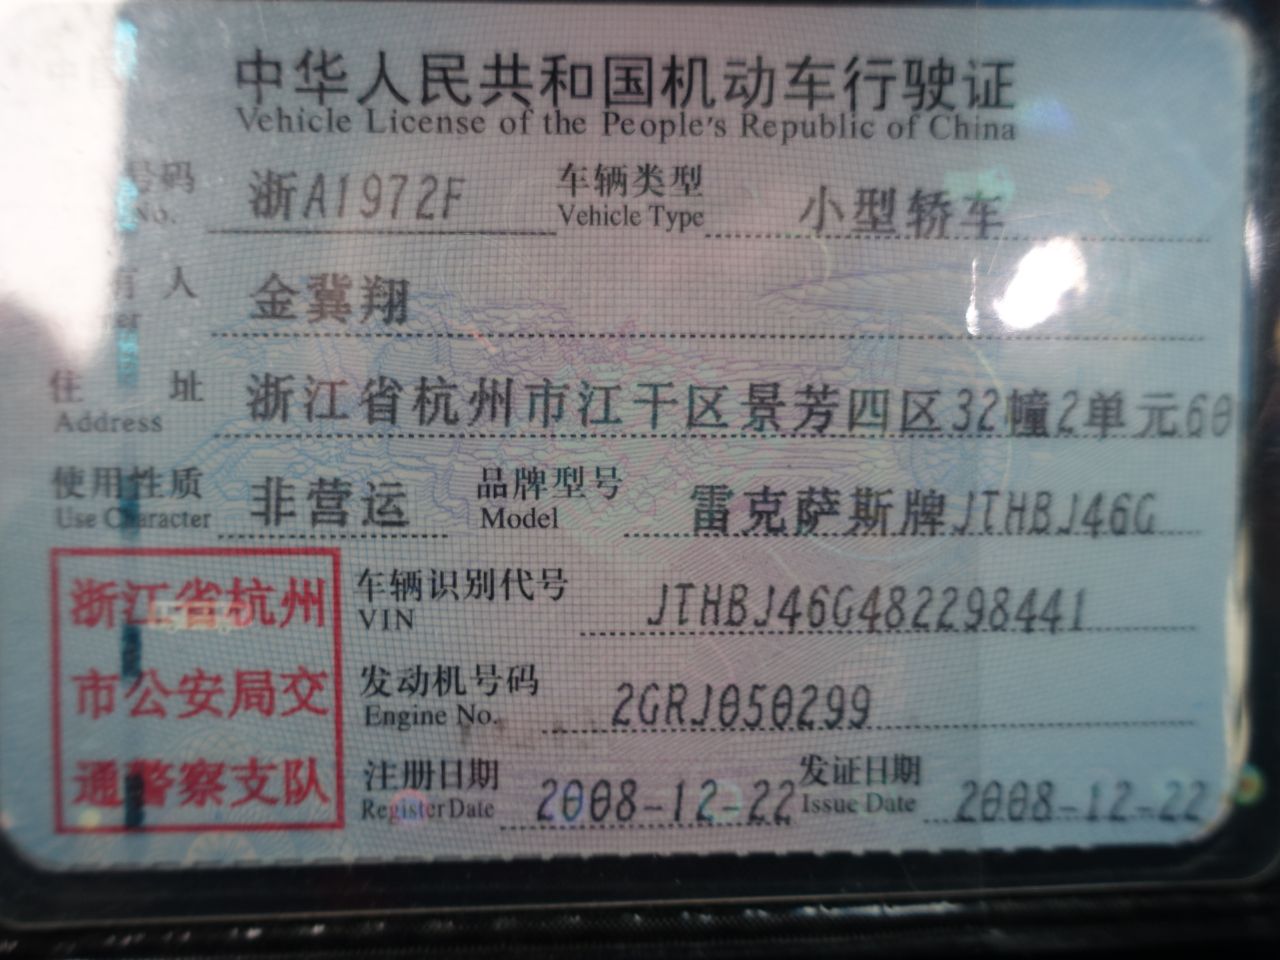 中华人民共和国机动车行驶证
Vehicle License of the People's Republic of China
号码 浙A1972F 车辆类型 小型轿车
No. Vehicle Type
有人 金冀翔
住址 浙江省杭州市江干区景芳四区32幢2单元60
Address
使用性质 非营运 品牌型号 雷克萨斯牌JTHBJ46G
Use Character Model
浙江省杭州
市公安局交
通警察支队
车辆识别代号 JTHBJ46G482298441
VIN
发动机号码 2GRJ050299
Engine No.
注册日期 2008-12-22 发证日期 2008-12-22
Register Date Issue Date